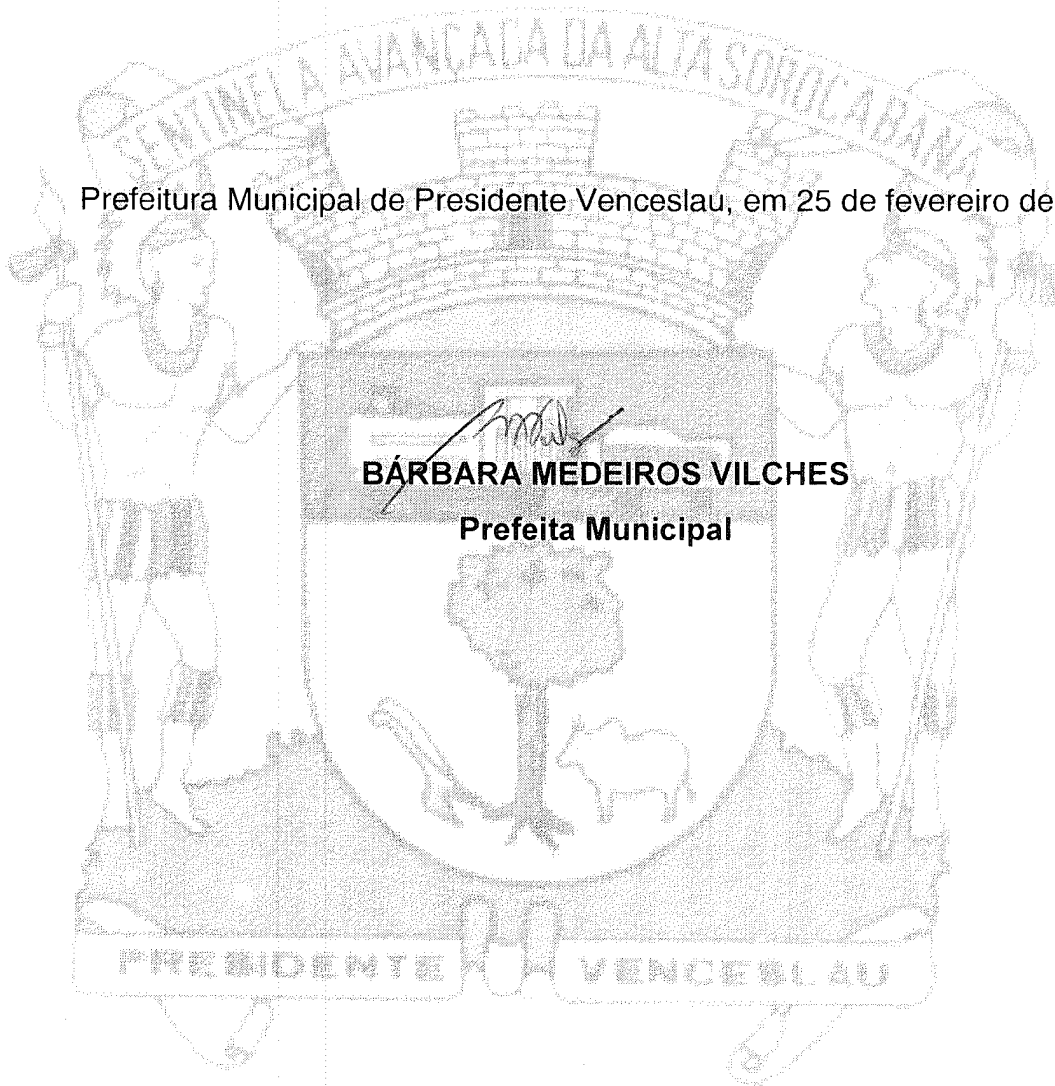 SENTINELA AVANÇADA DA ALTA SOROCABANA
Prefeitura Municipal de Presidente Venceslau, em 25 de fevereiro de
BÁRBARA MEDEIROS VILCHES
Prefeita Municipal
PRESIDENTE VENCESLAU